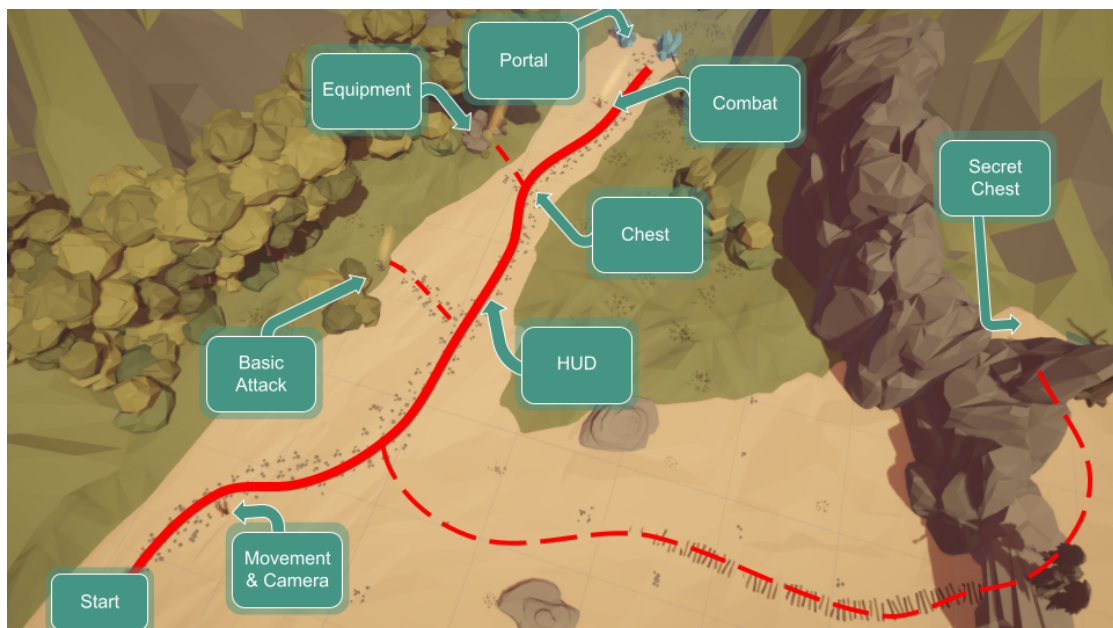 Portal
Equipment
Combat
Secret
Chest
Chest
Basic
Attack
HUD
Movement
& Camera
Start